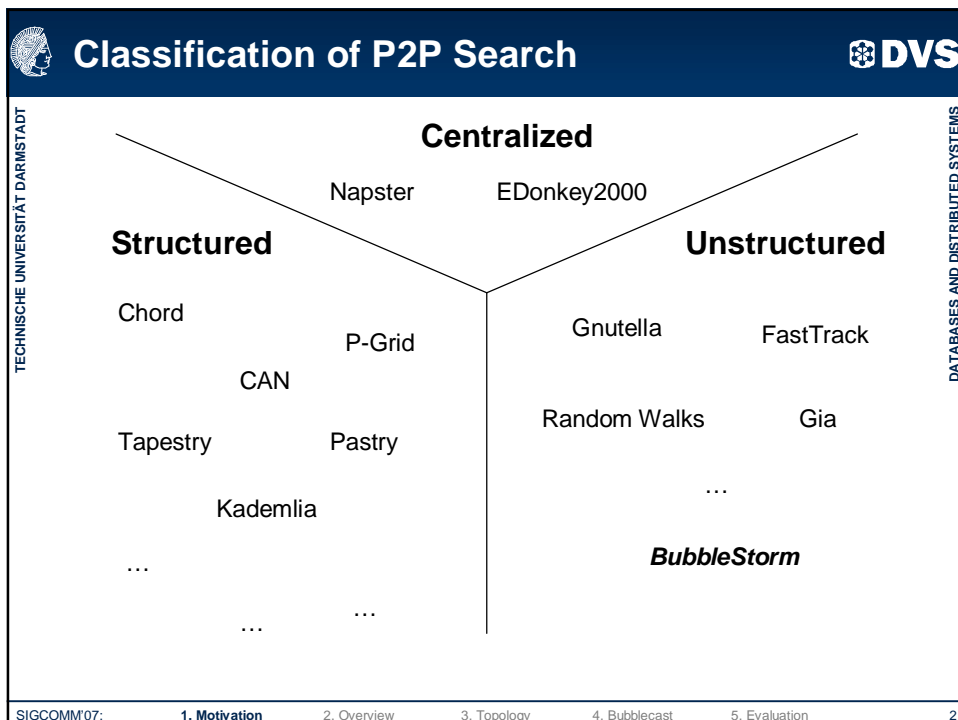 Classification of P2P Search
DVS
TECHNISCHE UNIVERSITÄT DARMSTADT
DATABASES AND DISTRIBUTED SYSTEMS
Centralized
Napster EDonkey2000
Structured
Chord
P-Grid
CAN
Tapestry Pastry
Kademlia
…
…
…
Unstructured
Gnutella FastTrack
Random Walks Gia
…
BubbleStorm
SIGCOMM'07: 1. Motivation 2. Overview 3. Topology 4. Bubblecast 5. Evaluation 2